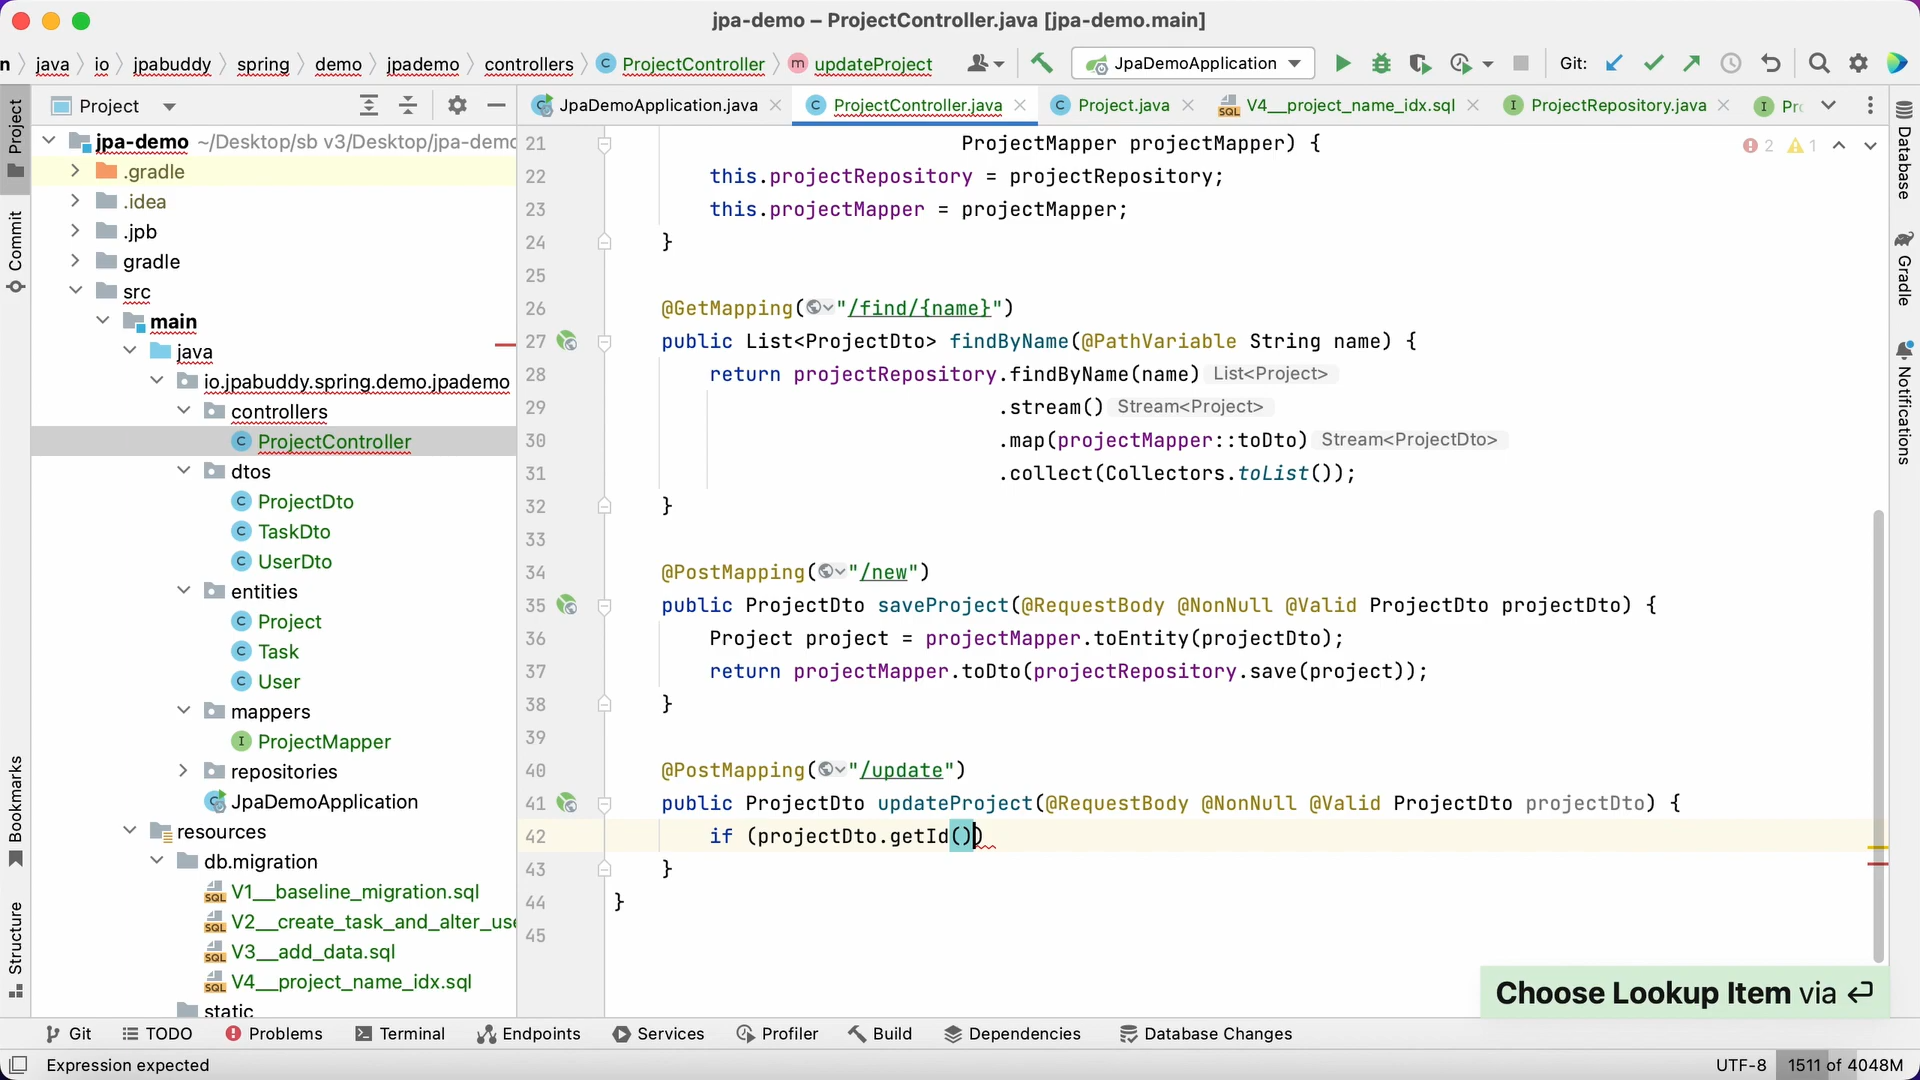 jpa-demo – ProjectController.java [jpa-demo.main]
n java io jpabuddy spring demo jpademo controllers ProjectController updateProject JpaDemoApplication Git:
Project
JpaDemoApplication.java ProjectController.java Project.java V4__project_name_idx.sql ProjectRepository.java Pr
Project
Commit
Bookmarks
Structure
jpa-demo ~/Desktop/sb v3/Desktop/jpa-demo
.gradle
.idea
.jpb
gradle
src
main
java
io.jpabuddy.spring.demo.jpademo
controllers
ProjectController
dtos
ProjectDto
TaskDto
UserDto
entities
Project
Task
User
mappers
ProjectMapper
repositories
JpaDemoApplication
resources
db.migration
V1__baseline_migration.sql
V2__create_task_and_alter_use
V3__add_data.sql
V4__project_name_idx.sql
static
2 1
21 ProjectMapper projectMapper) {
22 this.projectRepository = projectRepository;
23 this.projectMapper = projectMapper;
24 }
25
26 @GetMapping("/find/{name}")
27 public List<ProjectDto> findByName(@PathVariable String name) {
28 return projectRepository.findByName(name) List<Project>
29 .stream() Stream<Project>
30 .map(projectMapper::toDto) Stream<ProjectDto>
31 .collect(Collectors.toList());
32 }
33
34 @PostMapping("/new")
35 public ProjectDto saveProject(@RequestBody @NonNull @Valid ProjectDto projectDto) {
36 Project project = projectMapper.toEntity(projectDto);
37 return projectMapper.toDto(projectRepository.save(project));
38 }
39
40 @PostMapping("/update")
41 public ProjectDto updateProject(@RequestBody @NonNull @Valid ProjectDto projectDto) {
42 if (projectDto.getId())
43 }
44 }
45
Database
Gradle
Notifications
Choose Lookup Item via ↩
Git TODO Problems Terminal Endpoints Services Profiler Build Dependencies Database Changes
Expression expected UTF-8 1511 of 4048M